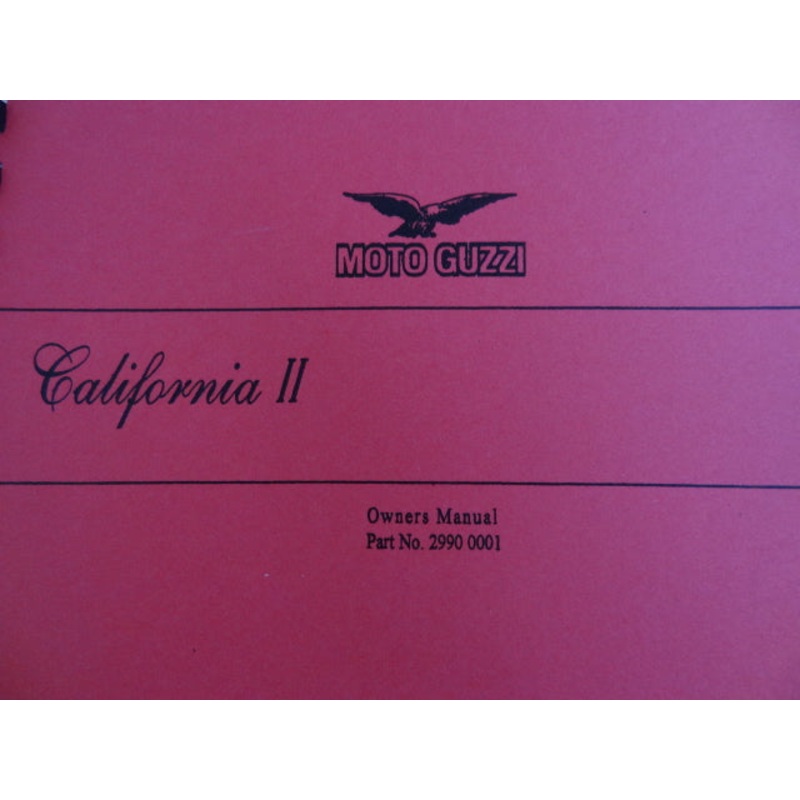 MOTO GUZZI
California II
Owners Manual
Part No. 2990 0001